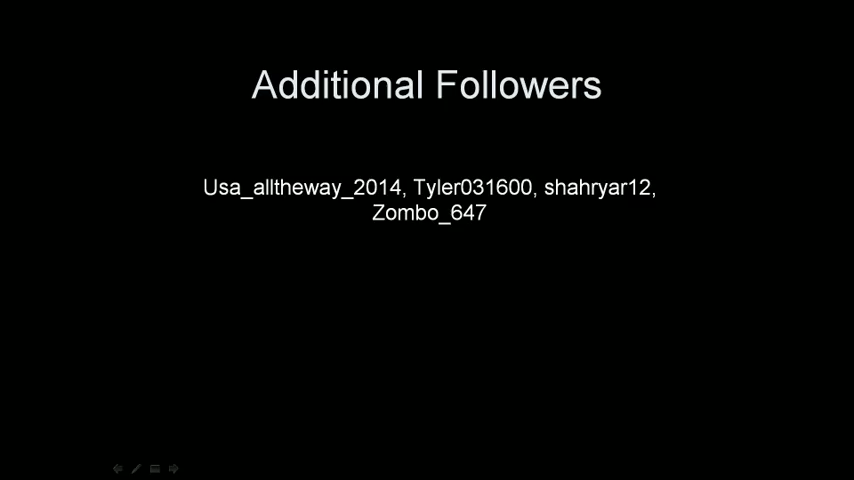 Additional Followers
Usa_alltheway_2014, Tyler031600, shahryar12,
Zombo_647